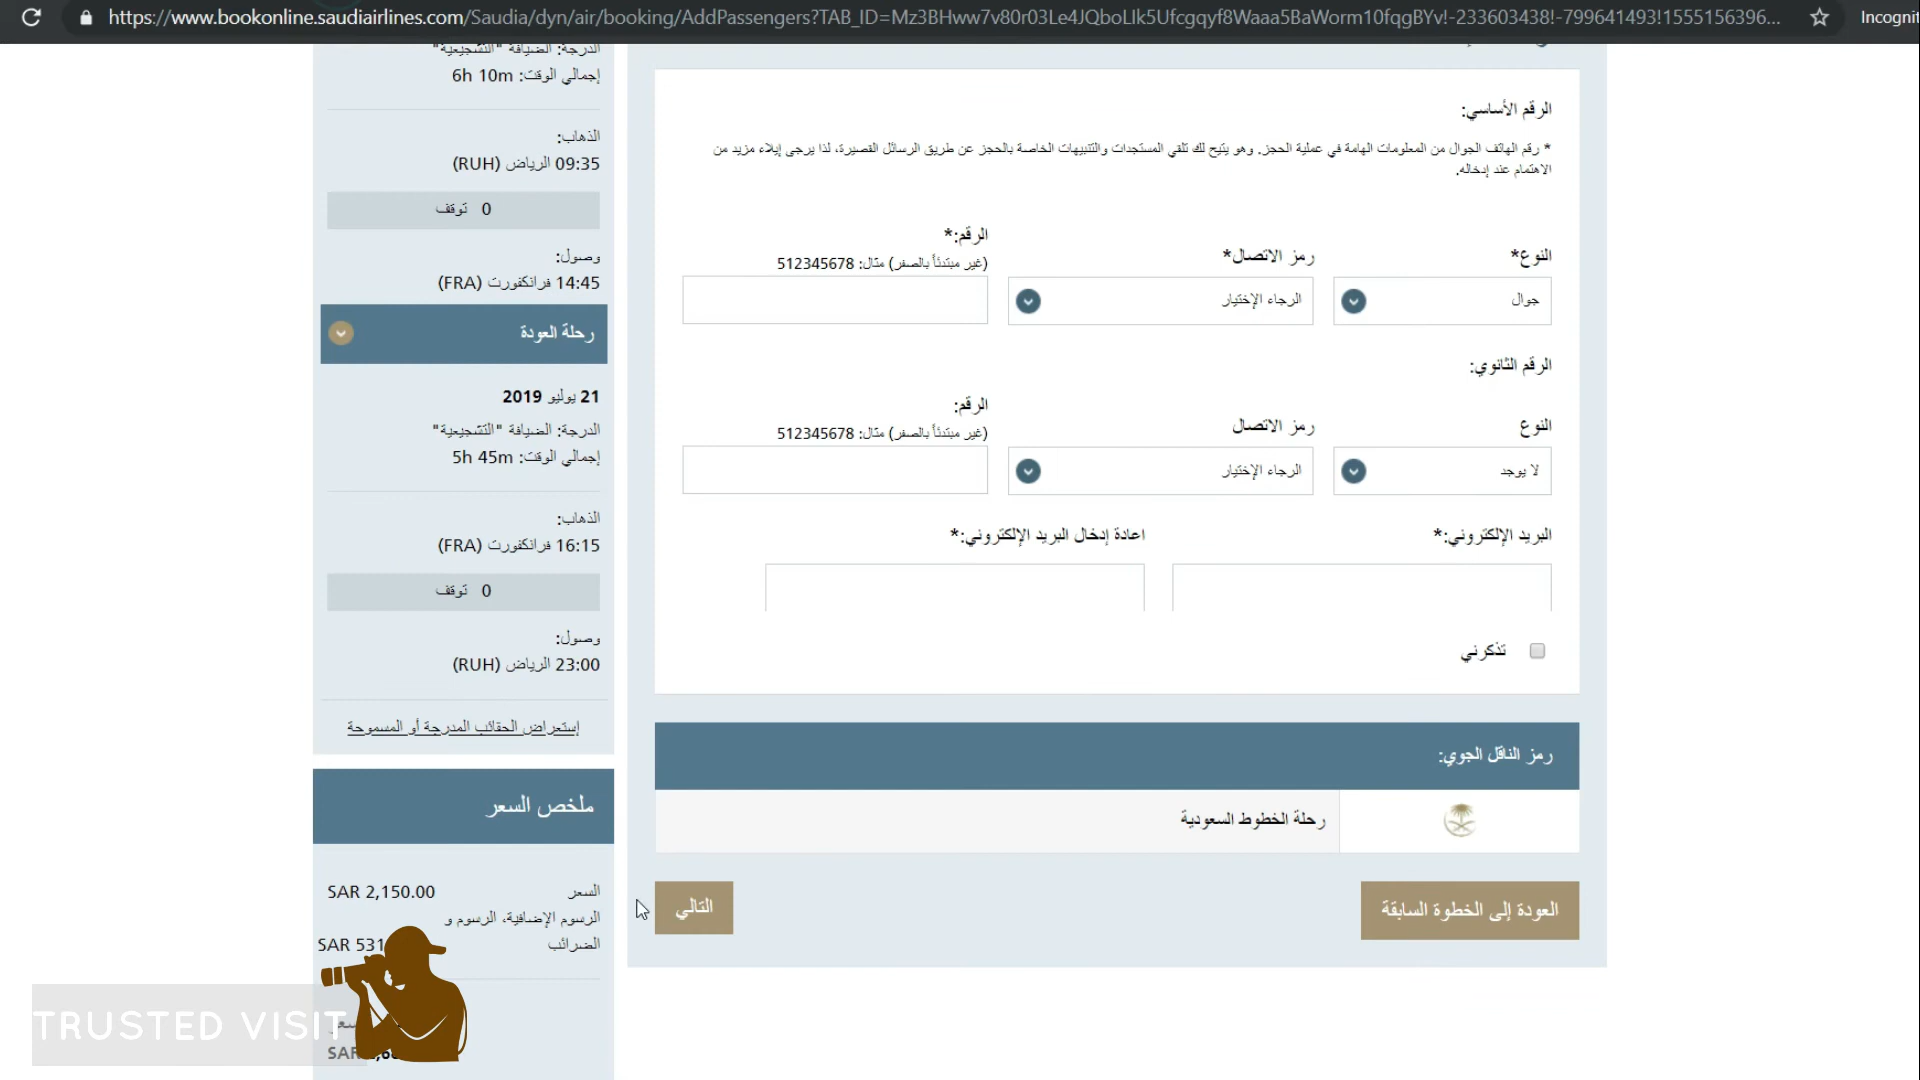 https://www.bookonline.saudiairlines.com/Saudia/dyn/air/booking/AddPassengers?TAB_ID=Mz3BHww7v80r03Le4JQboLIk5Ufcgqyf8Waaa5BaWorm10fqgBYv!-233603438!-799641493!1555156396...
Incognit
الرقم الأساسي:
* رقم الهاتف الجوال من المعلومات الهامة في عملية الحجز. وهو يتيح لك تلقي المستجدات والتنبيهات الخاصة بالحجز عن طريق الرسائل القصيرة، لذا يرجى إيلاء مزيد من
الاهتمام عند إدخاله.
النوع*
رمز الاتصال*
الرقم:*
(غير مبتدئاً بالصفر) مثال: 512345678
جوال
الرجاء الإختيار
الرقم الثانوي:
النوع
رمز الاتصال
الرقم:
(غير مبتدئاً بالصفر) مثال: 512345678
لا يوجد
الرجاء الإختيار
البريد الإلكتروني:*
اعادة إدخال البريد الإلكتروني:*
تذكرني
رمز الناقل الجوي:
رحلة الخطوط السعودية
العودة إلى الخطوة السابقة
التالي
الدرجة: الضيافة "التشجيعية"
إجمالي الوقت: 6h 10m
الذهاب:
09:35 الرياض (RUH)
0 توقف
وصول:
14:45 فرانكفورت (FRA)
رحلة العودة
21 يوليو 2019
الدرجة: الضيافة "التشجيعية"
إجمالي الوقت: 5h 45m
الذهاب:
16:15 فرانكفورت (FRA)
0 توقف
وصول:
23:00 الرياض (RUH)
إستعراض الحقائب المدرجة أو المسموحة
ملخص السعر
السعر SAR 2,150.00
الرسوم الإضافية، الرسوم و
الضرائب SAR 531
SAR
TRUSTED VISIT